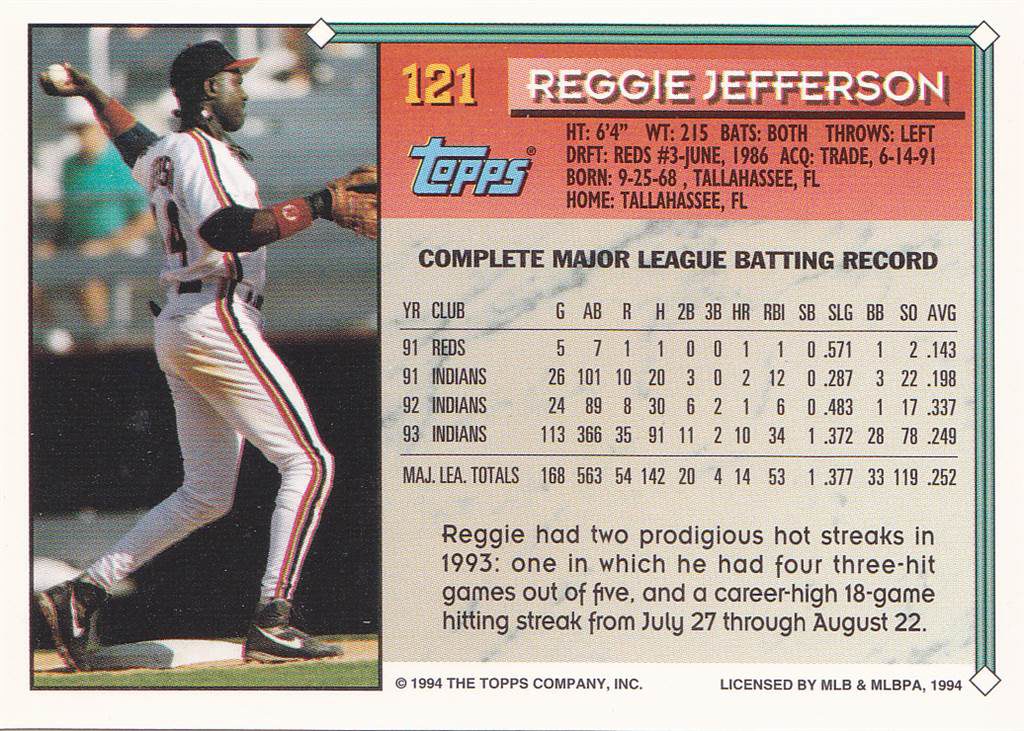 121
REGGIE JEFFERSON
Topps®
HT: 6'4" WT: 215 BATS: BOTH THROWS: LEFT
DRFT: REDS #3-JUNE, 1986 ACQ: TRADE, 6-14-91
BORN: 9-25-68 , TALLAHASSEE, FL
HOME: TALLAHASSEE, FL
COMPLETE MAJOR LEAGUE BATTING RECORD
YR CLUB G AB R H 2B 3B HR RBI SB SLG BB SO AVG
91 REDS 5 7 1 1 0 0 1 1 0 .571 1 2 .143
91 INDIANS 26 101 10 20 3 0 2 12 0 .287 3 22 .198
92 INDIANS 24 89 8 30 6 2 1 6 0 .483 1 17 .337
93 INDIANS 113 366 35 91 11 2 10 34 1 .372 28 78 .249
MAJ. LEA. TOTALS 168 563 54 142 20 4 14 53 1 .377 33 119 .252
Reggie had two prodigious hot streaks in
1993: one in which he had four three-hit
games out of five, and a career-high 18-game
hitting streak from July 27 through August 22.
© 1994 THE TOPPS COMPANY, INC.
LICENSED BY MLB & MLBPA, 1994